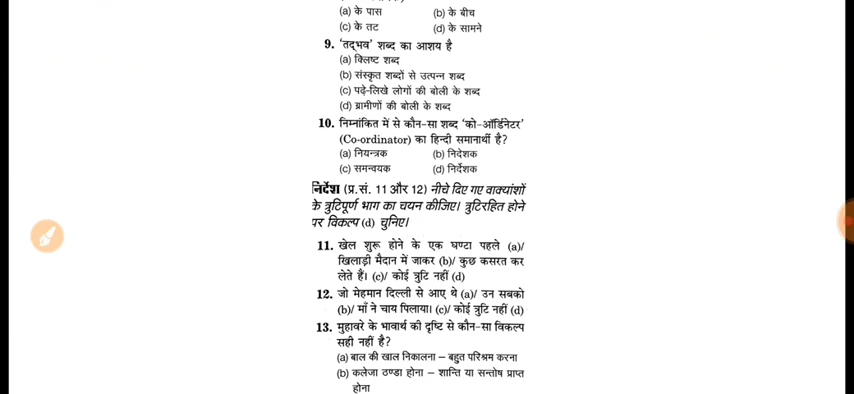 (a) के पास (b) के बीच
(c) के तट (d) के सामने
9. 'तद्भव' शब्द का आशय है
(a) क्लिष्ट शब्द
(b) संस्कृत शब्दों से उत्पन्न शब्द
(c) पढ़े-लिखे लोगों की बोली के शब्द
(d) ग्रामीणों की बोली के शब्द
10. निम्नांकित में से कौन-सा शब्द 'को-ऑर्डिनेटर'
(Co-ordinator) का हिन्दी समानार्थी है?
(a) नियन्त्रक (b) निदेशक
(c) समन्वयक (d) निर्देशक
निर्देश (प्र.सं. 11 और 12) नीचे दिए गए वाक्यांशों
के त्रुटिपूर्ण भाग का चयन कीजिए। त्रुटिरहित होने
पर विकल्प (d) चुनिए।
11. खेल शुरू होने के एक घण्टा पहले (a)/
खिलाड़ी मैदान में जाकर (b)/ कुछ कसरत कर
लेते हैं। (c)/ कोई त्रुटि नहीं (d)
12. जो मेहमान दिल्ली से आए थे (a)/ उन सबको
(b)/ माँ ने चाय पिलाया। (c)/ कोई त्रुटि नहीं (d)
13. मुहावरे के भावार्थ की दृष्टि से कौन-सा विकल्प
सही नहीं है?
(a) बाल की खाल निकालना – बहुत परिश्रम करना
(b) कलेजा ठण्डा होना – शान्ति या सन्तोष प्राप्त
होना